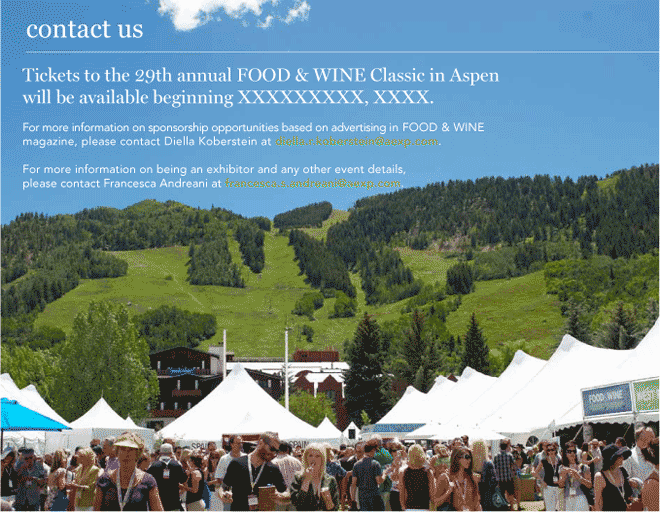 contact us
Tickets to the 29th annual FOOD & WINE Classic in Aspen
will be available beginning XXXXXXXXX, XXXX.
For more information on sponsorship opportunities based on advertising in FOOD & WINE
magazine, please contact Diella Koberstein at
For more information on being an exhibitor and any other event details,
please contact Francesca Andreani at
SPAIN
FOOD & WINE
WEST